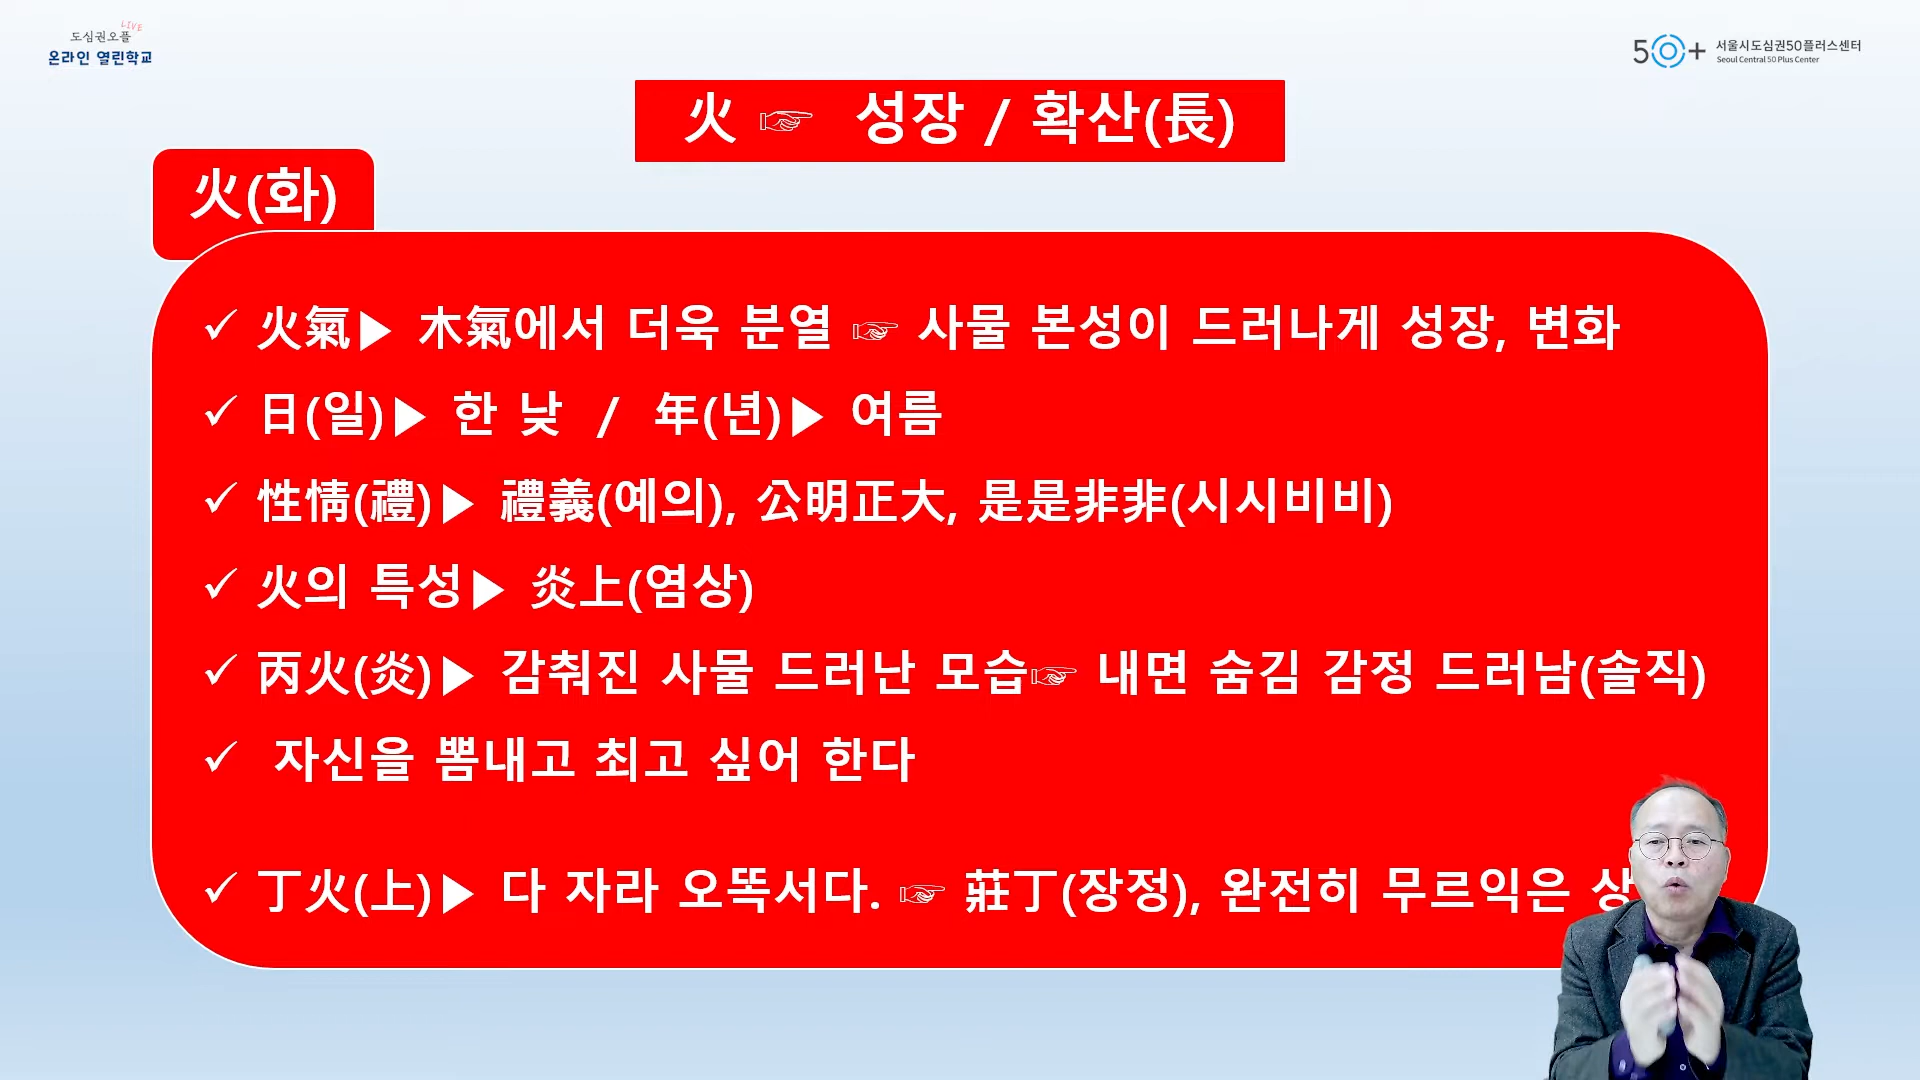 LIVE
도심권오플
온라인 열린학교
50+ 서울시도심권50플러스센터
Seoul Central 50 Plus Center
火 ☞ 성장 / 확산(長)
火(화)
✓ 火氣▶ 木氣에서 더욱 분열 ☞ 사물 본성이 드러나게 성장, 변화
✓ 日(일)▶ 한 낮 / 年(년)▶ 여름
✓ 性情(禮)▶ 禮義(예의), 公明正大, 是是非非(시시비비)
✓ 火의 특성▶ 炎上(염상)
✓ 丙火(炎)▶ 감춰진 사물 드러난 모습☞ 내면 숨김 감정 드러남(솔직)
✓ 자신을 뽐내고 최고 싶어 한다
✓ 丁火(上)▶ 다 자라 오똑서다. ☞ 莊丁(장정), 완전히 무르익은 상